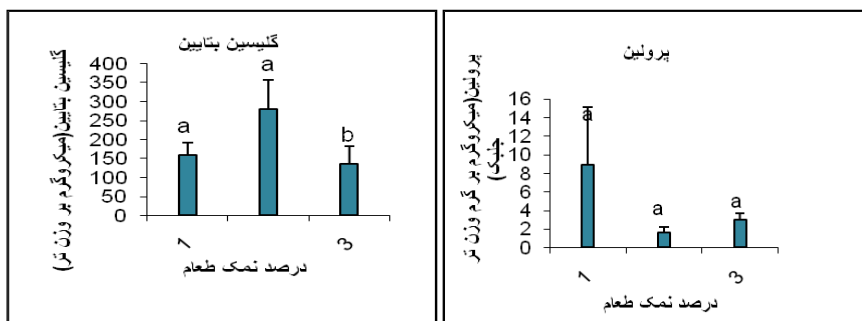 گلیسین بتایین
گلیسین بتایین(میکروگرم بر وزن تر)
400
350
300
250
200
150
100
50
0
a
a
b
1
3
درصد نمک طعام
پرولین
پرولین(میکروگرم بر گرم وزن تر
جلبک)
16
14
12
10
8
6
4
2
0
a
a
a
1
3
درصد نمک طعام